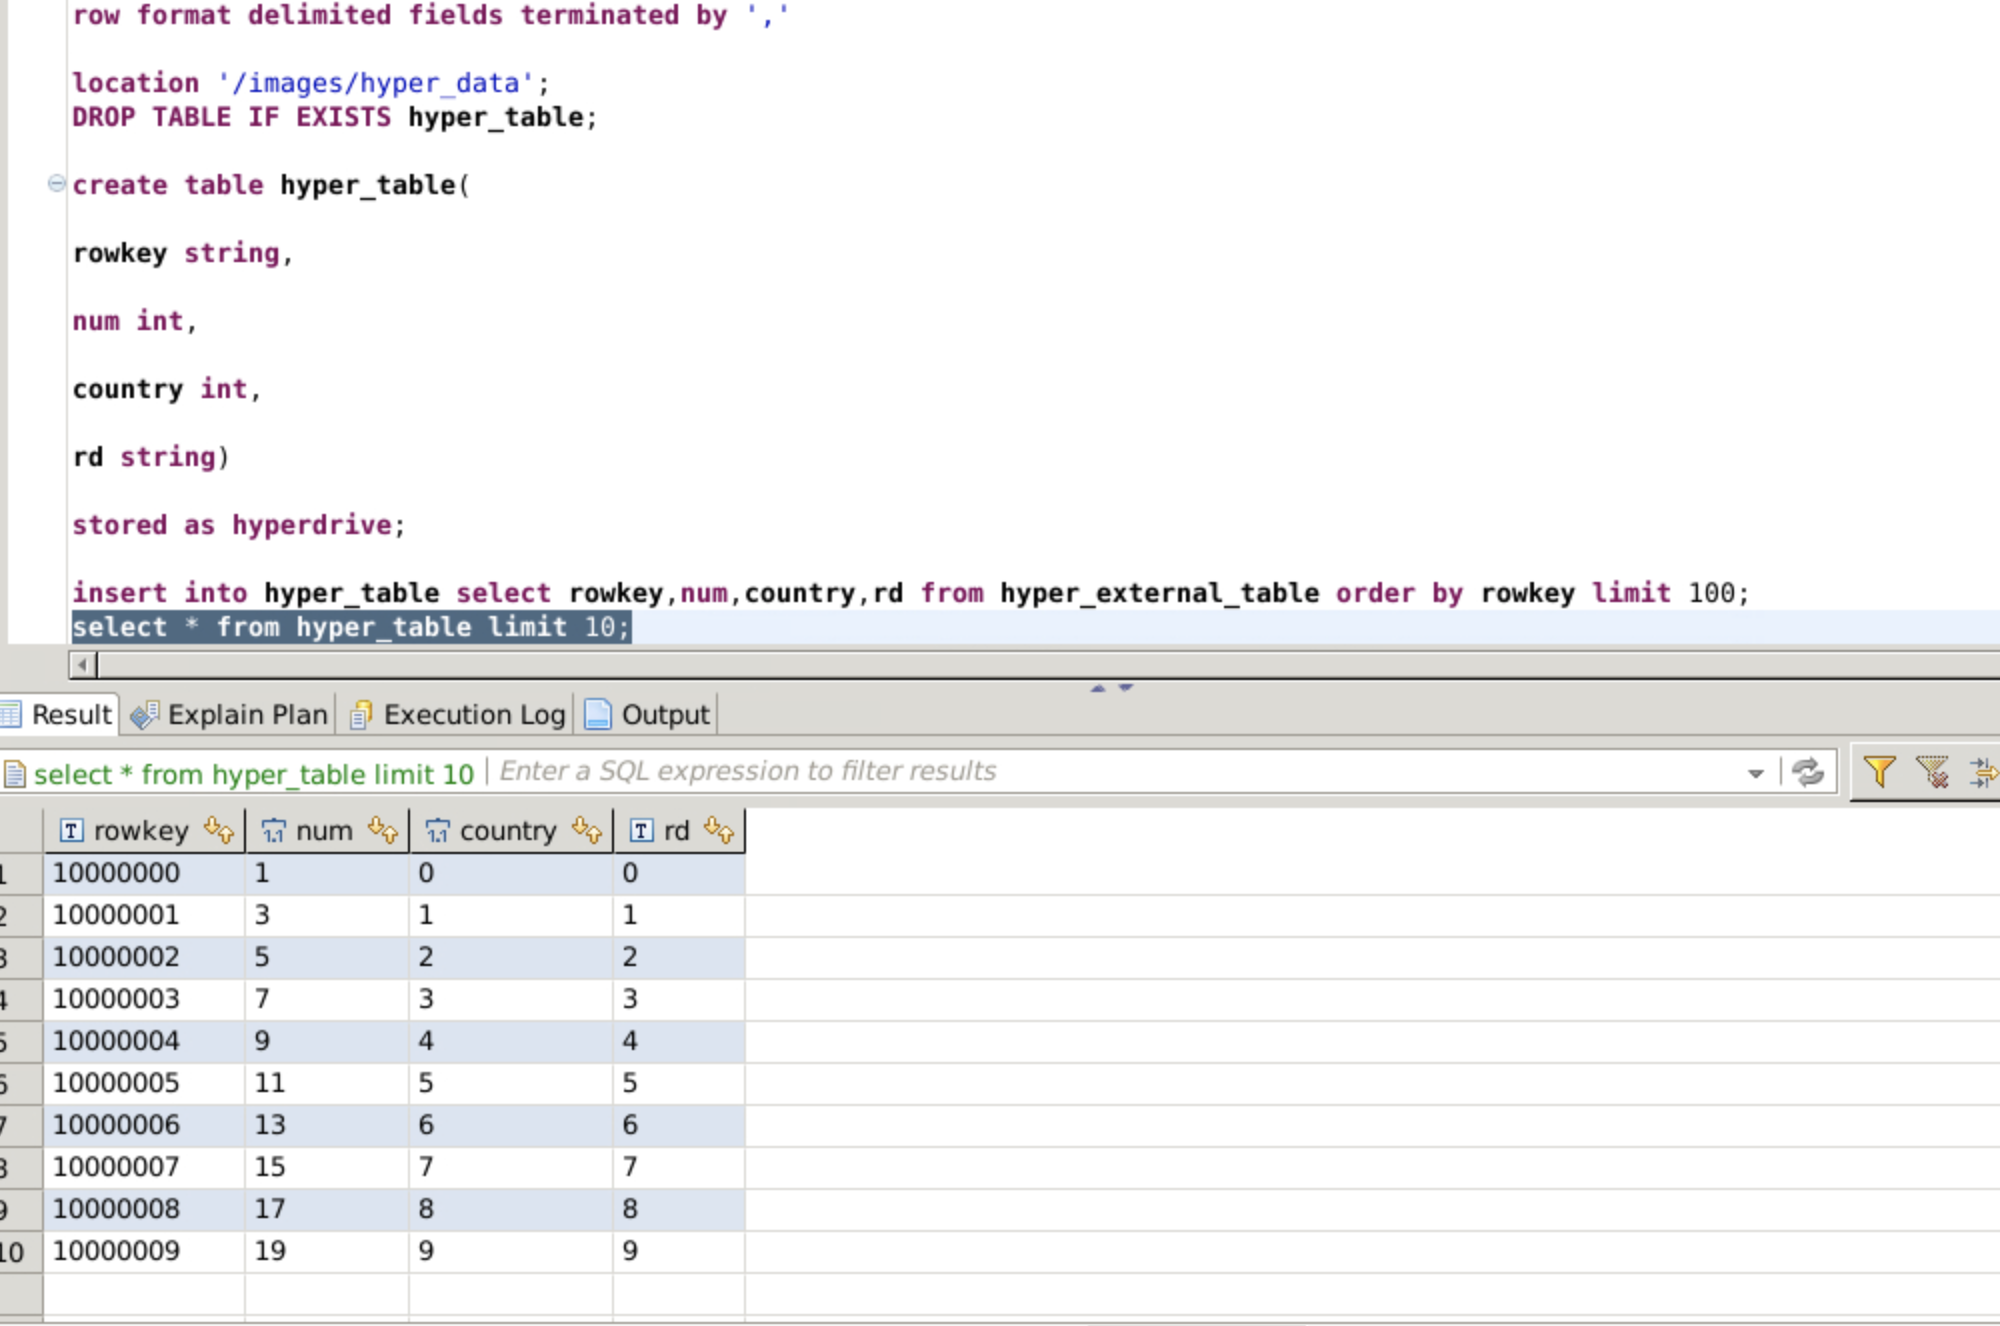 row format delimited fields terminated by ','
location '/images/hyper_data';
DROP TABLE IF EXISTS hyper_table;
create table hyper_table(
rowkey string,
num int,
country int,
rd string)
stored as hyperdrive;
insert into hyper_table select rowkey,num,country,rd from hyper_external_table order by rowkey limit 100;
select * from hyper_table limit 10;
Result Explain Plan Execution Log Output
select * from hyper_table limit 10 Enter a SQL expression to filter results
T rowkey 1.1 num 1.1 country T rd
1 10000000 1 0 0
2 10000001 3 1 1
3 10000002 5 2 2
4 10000003 7 3 3
5 10000004 9 4 4
6 10000005 11 5 5
7 10000006 13 6 6
8 10000007 15 7 7
9 10000008 17 8 8
10 10000009 19 9 9